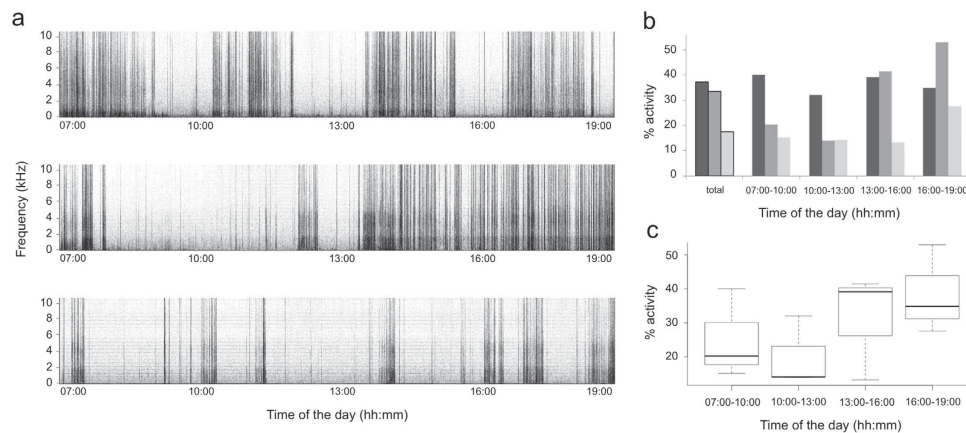 a
10
8
6
4
2
0
07:00 10:00 13:00 16:00 19:00
Frequency (kHz)
10
8
6
4
2
0
07:00 10:00 13:00 16:00 19:00
10
8
6
4
2
0
07:00 10:00 13:00 16:00 19:00
Time of the day (hh:mm)
b
% activity
50
40
30
20
10
0
total 07:00-10:00 10:00-13:00 13:00-16:00 16:00-19:00
Time of the day (hh:mm)
c
% activity
50
40
30
20
07:00-10:00 10:00-13:00 13:00-16:00 16:00-19:00
Time of the day (hh:mm)